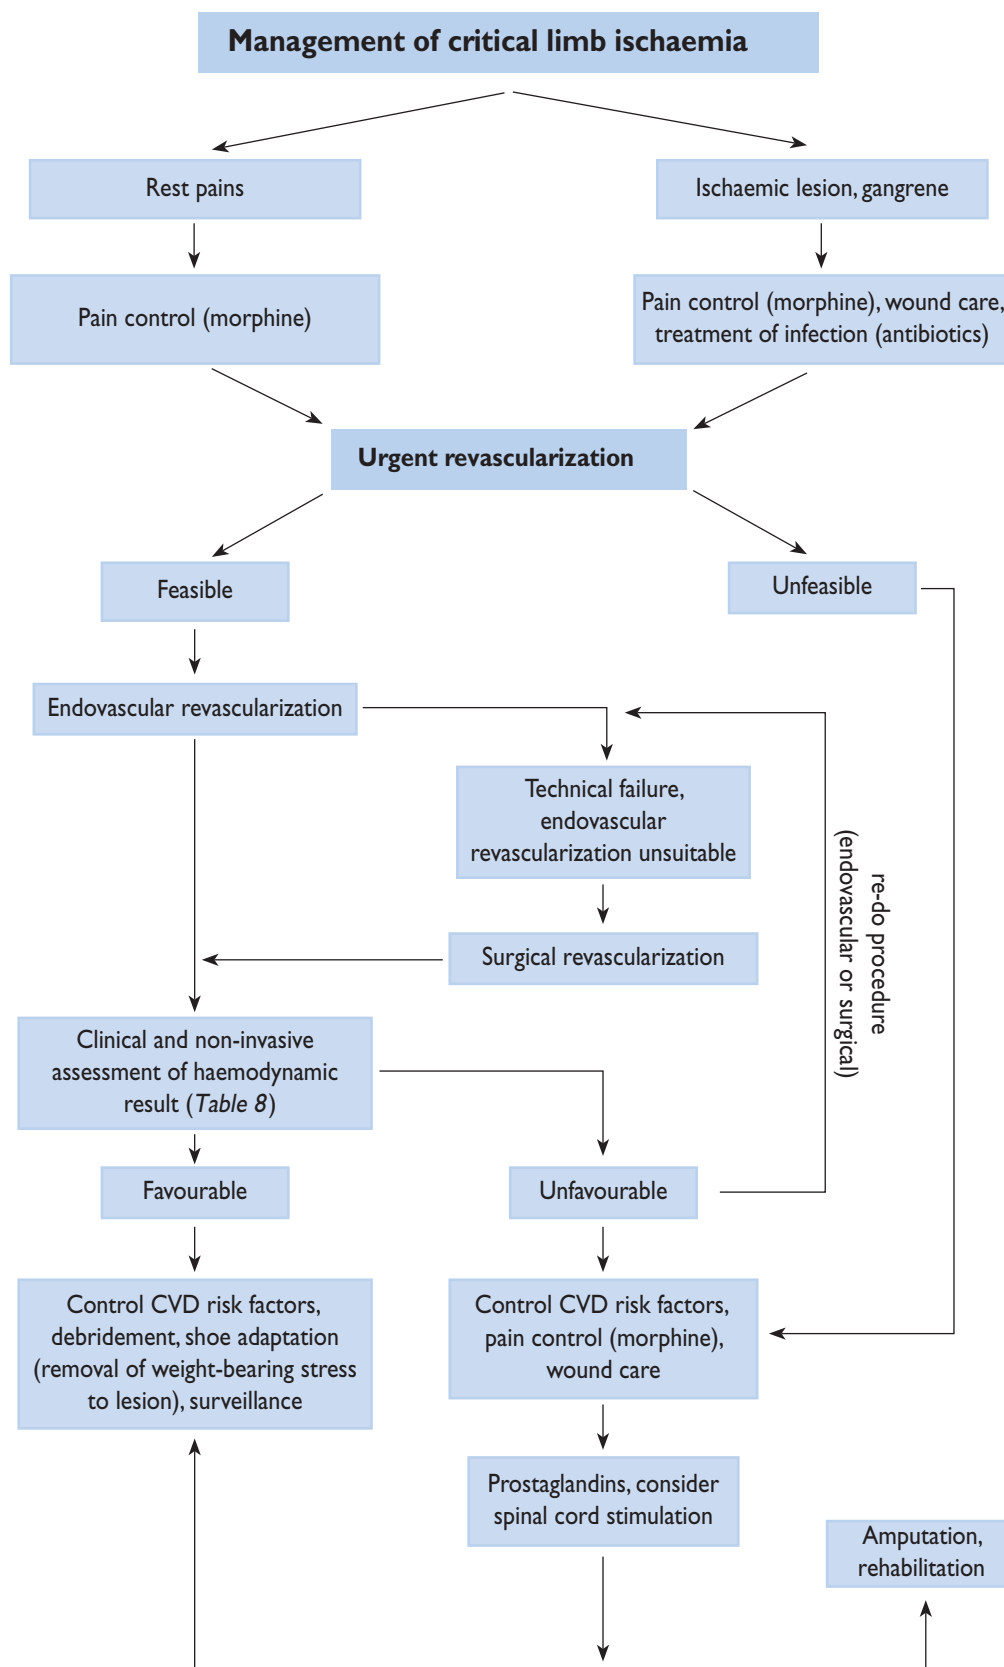 Management of critical limb ischaemia
Rest pains
Ischaemic lesion, gangrene
Pain control (morphine)
Pain control (morphine), wound care,
treatment of infection (antibiotics)
Urgent revascularization
Feasible
Unfeasible
Endovascular revascularization
Technical failure,
endovascular
revascularization unsuitable
re-do procedure
(endovascular or surgical)
Surgical revascularization
Clinical and non-invasive
assessment of haemodynamic
result (Table 8)
Favourable
Unfavourable
Control CVD risk factors,
debridement, shoe adaptation
(removal of weight-bearing stress
to lesion), surveillance
Control CVD risk factors,
pain control (morphine),
wound care
Prostaglandins, consider
spinal cord stimulation
Amputation,
rehabilitation